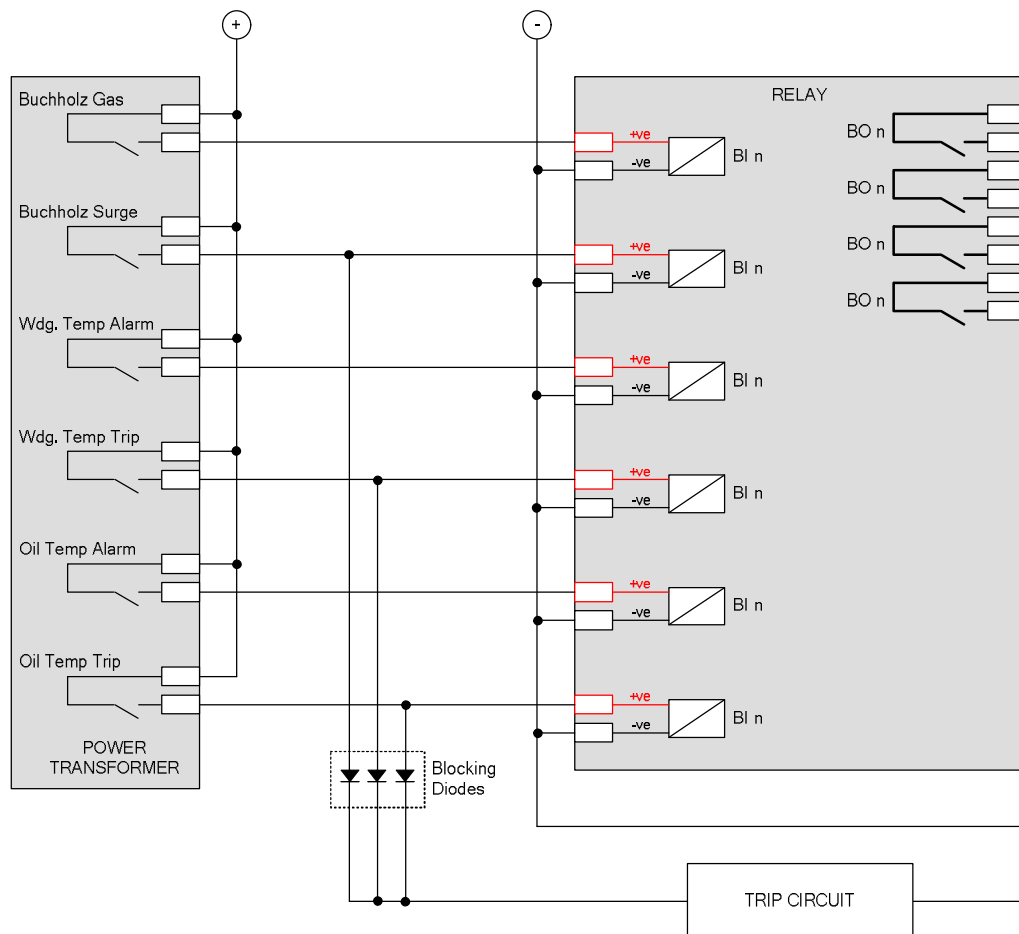 +
-
Buchholz Gas
Buchholz Surge
Wdg. Temp Alarm
Wdg. Temp Trip
Oil Temp Alarm
Oil Temp Trip
POWER
TRANSFORMER
RELAY
+ve
-ve
BI n
+ve
-ve
BI n
+ve
-ve
BI n
+ve
-ve
BI n
+ve
-ve
BI n
+ve
-ve
BI n
BO n
BO n
BO n
BO n
Blocking
Diodes
TRIP CIRCUIT